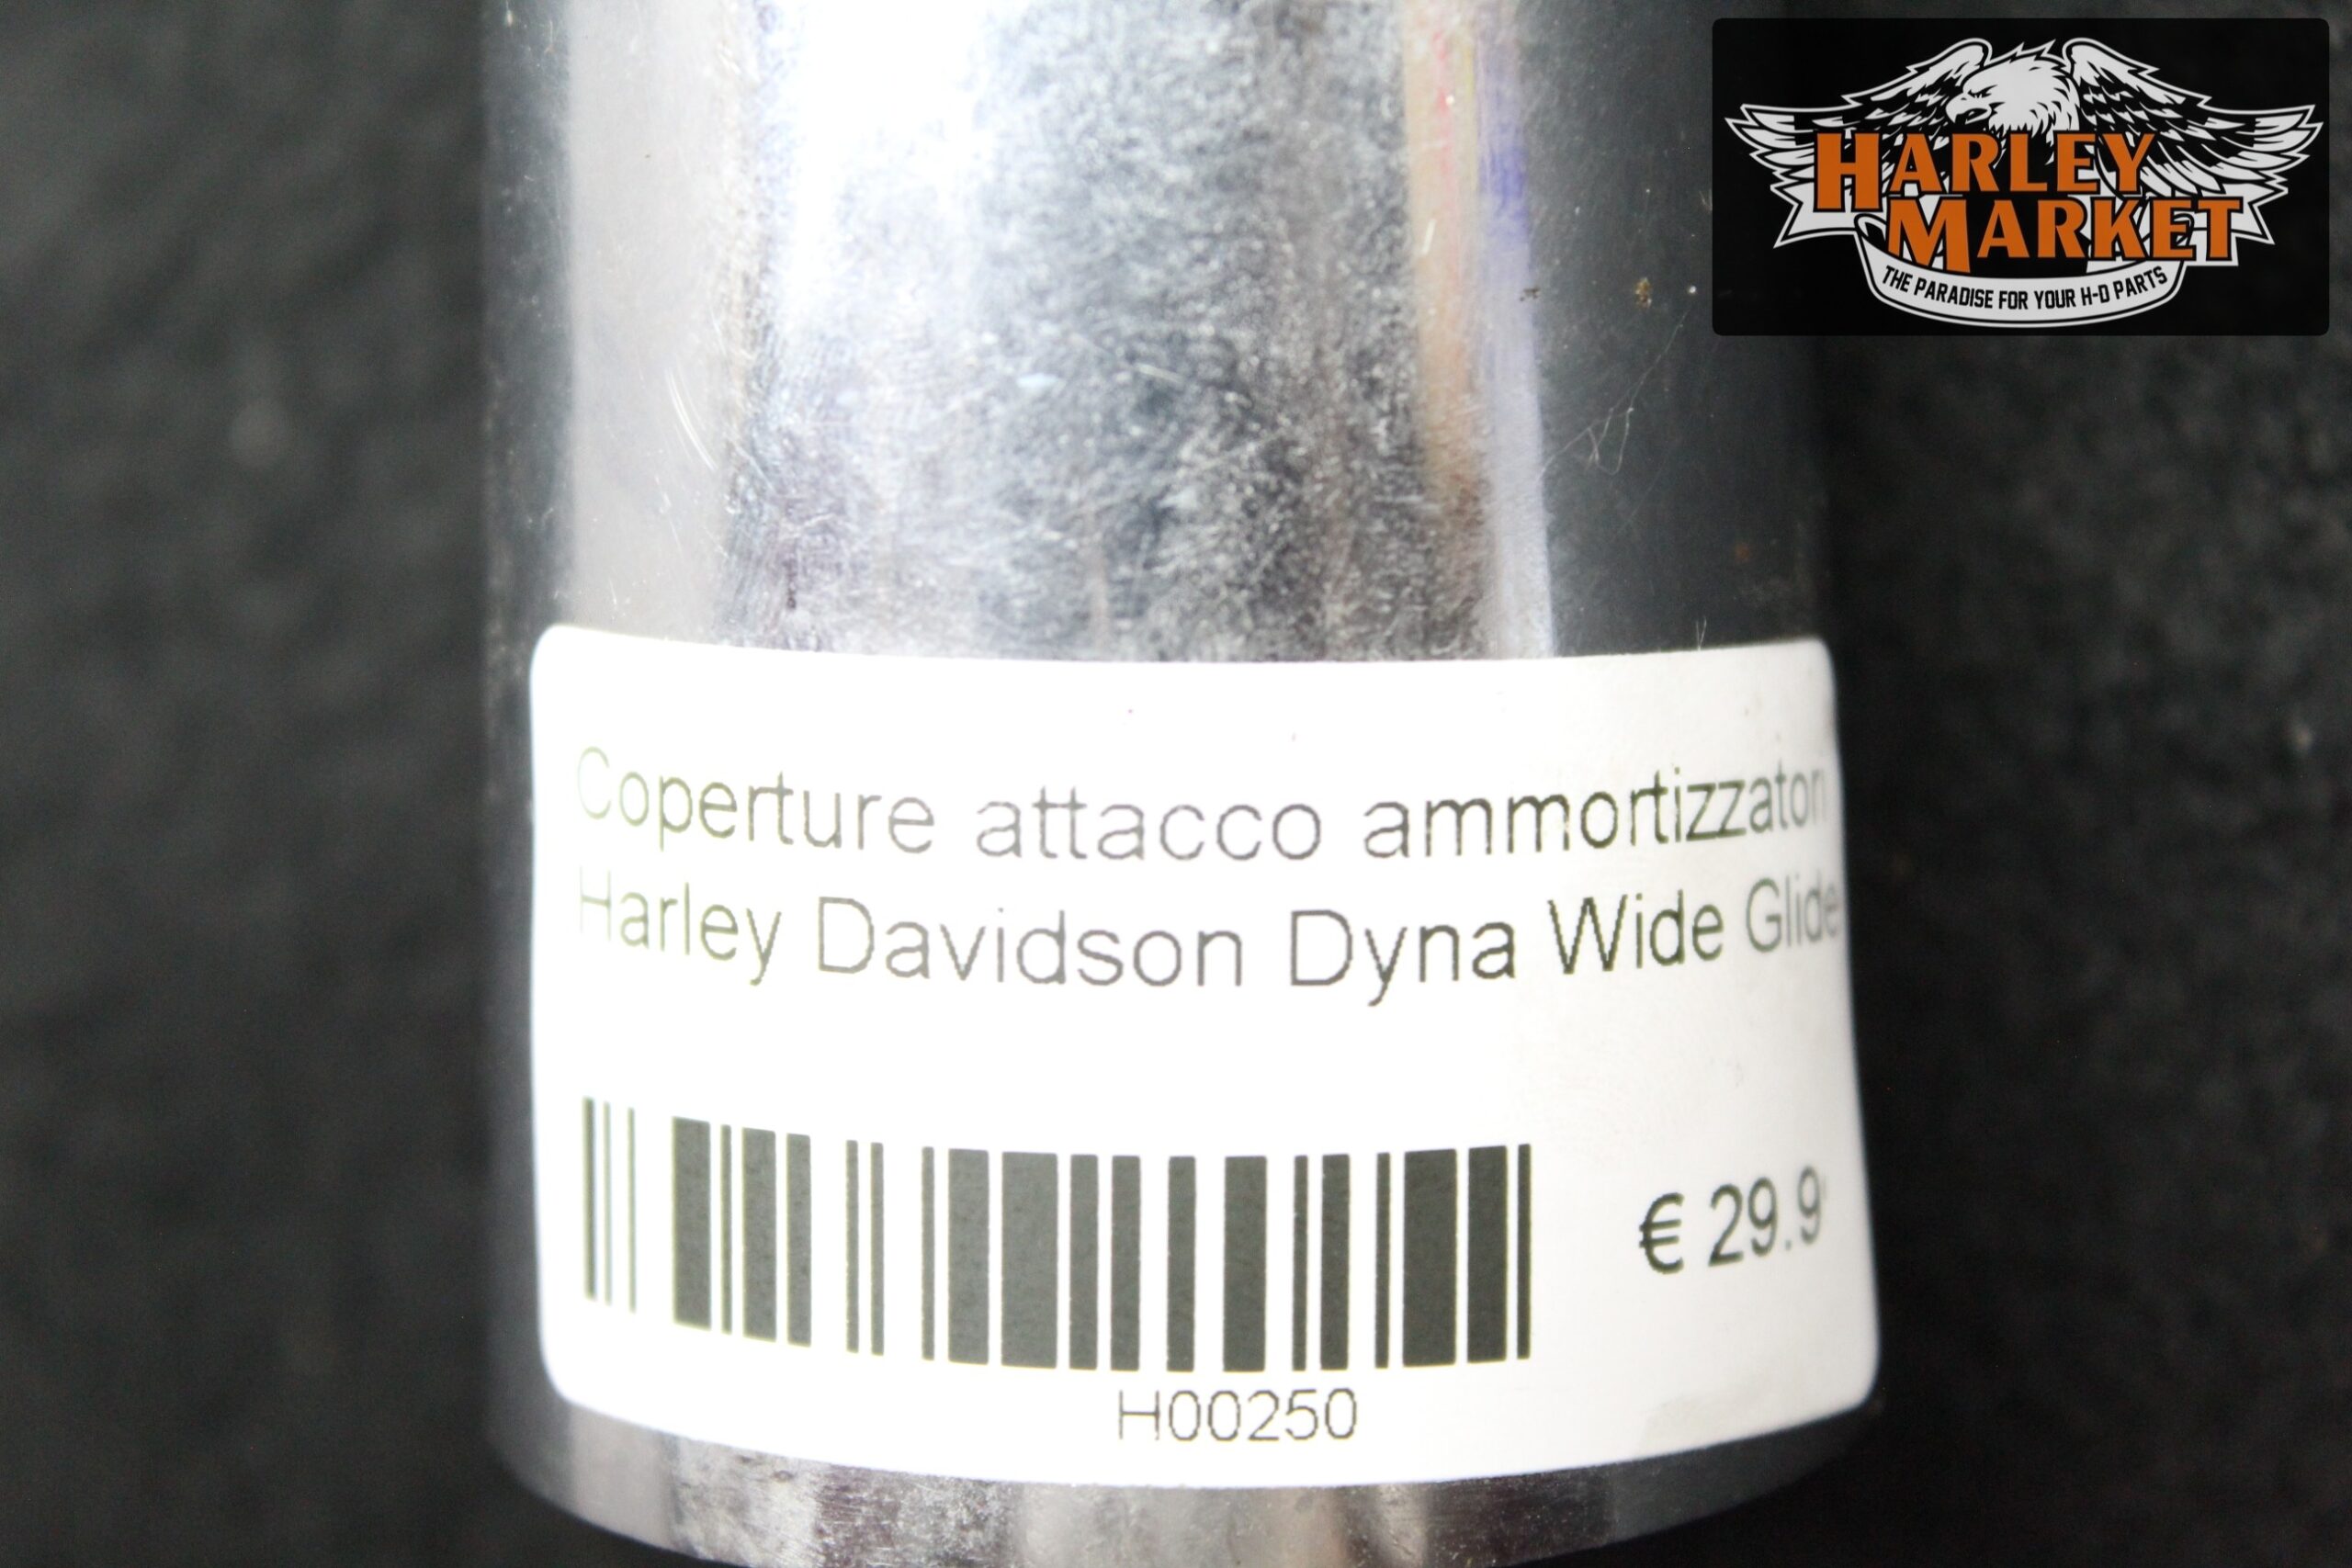 HARLEY
MARKET
THE PARADISE FOR YOUR H-D PARTS
Coperture attacco ammortizzatori
Harley Davidson Dyna Wide Glide
€ 29.9
H00250